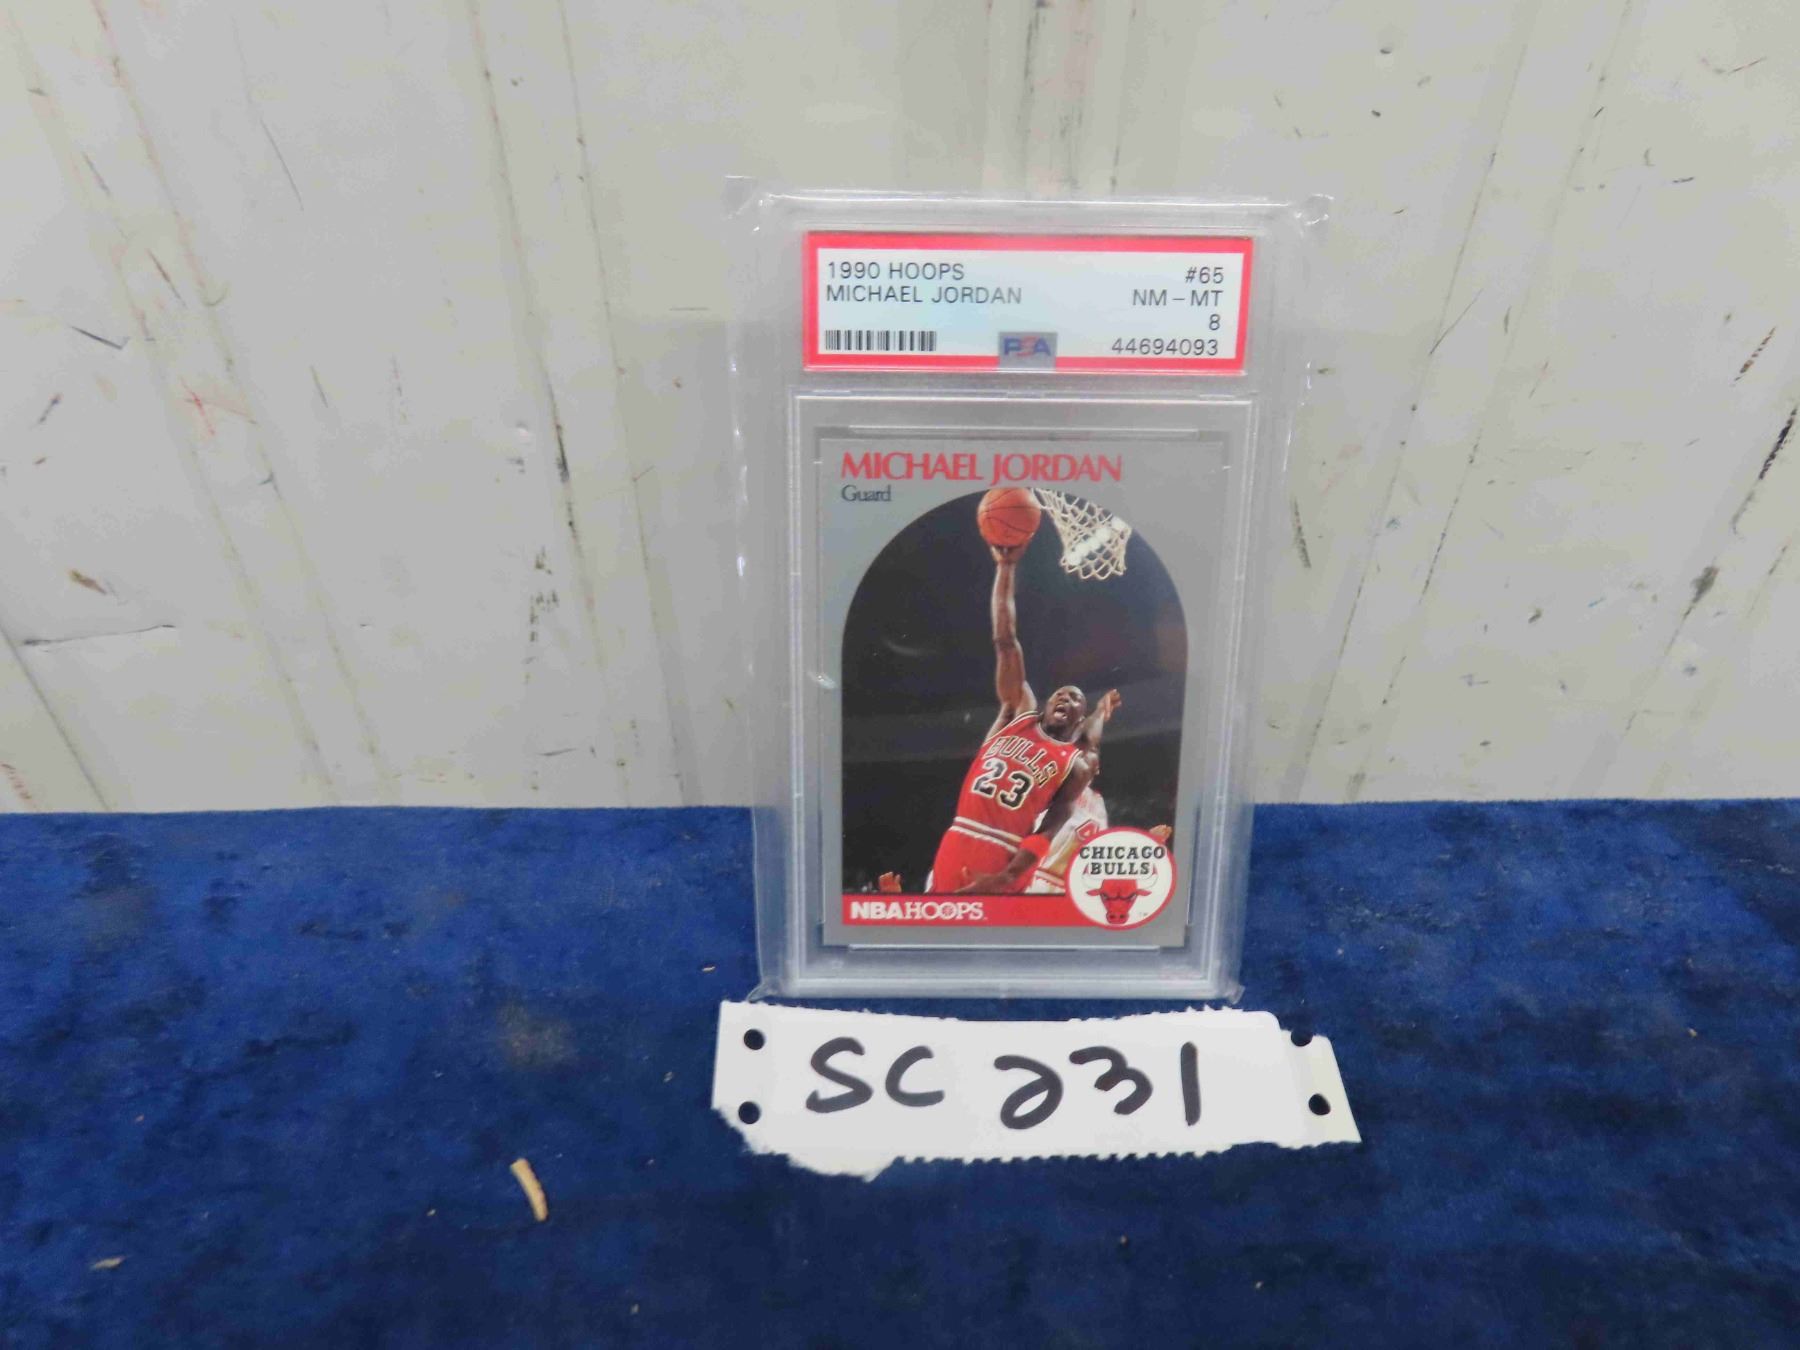 1990 HOOPS #65
MICHAEL JORDAN NM - MT
8
PSA 44694093
MICHAEL JORDAN
Guard
BULLS
23
CHICAGO
BULLS
NBA HOOPS
SC 231